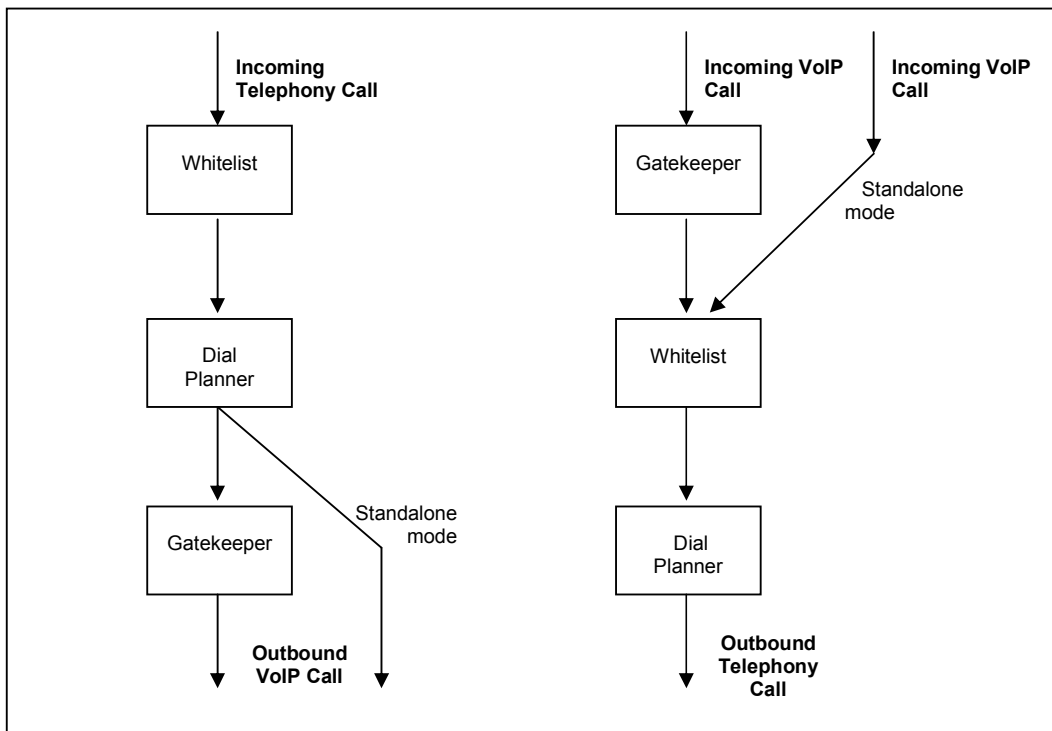 Incoming
Telephony Call
Whitelist
Dial
Planner
Gatekeeper
Standalone
mode
Outbound
VoIP Call
Incoming VoIP
Call
Incoming VoIP
Call
Gatekeeper
Standalone
mode
Whitelist
Dial
Planner
Outbound
Telephony
Call